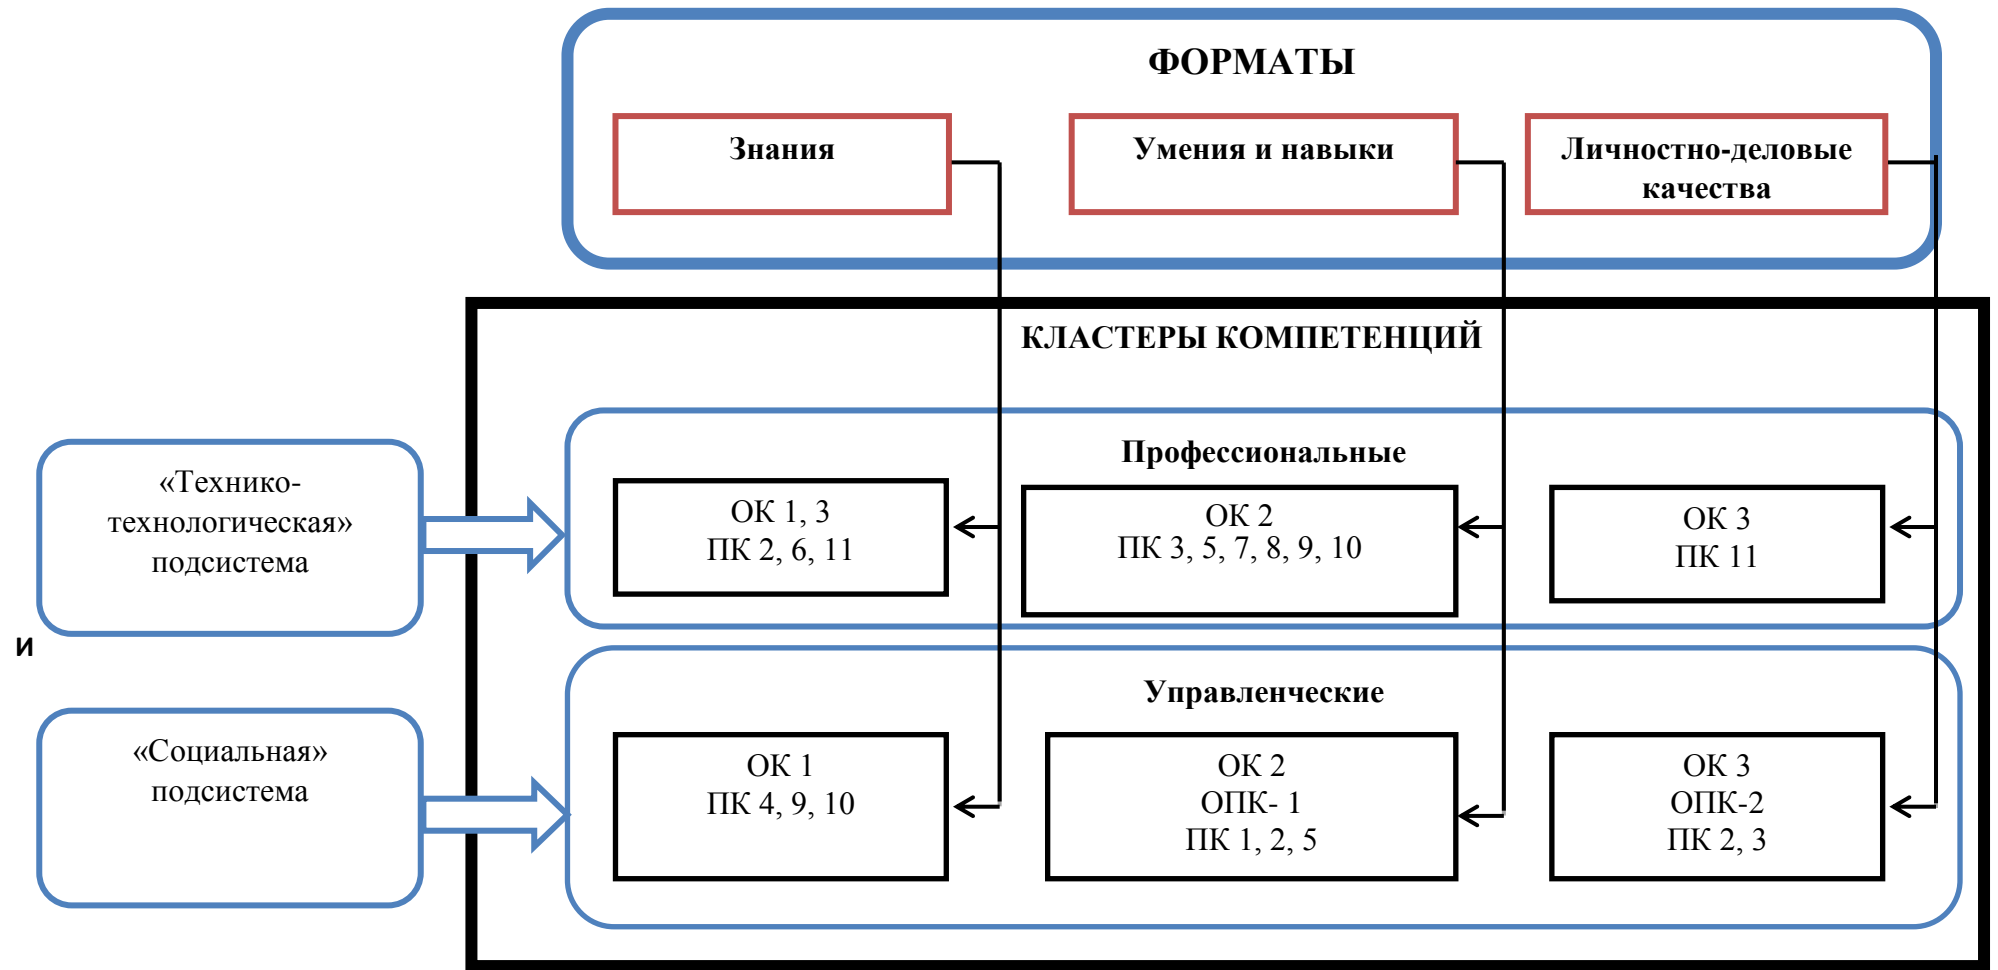 ФОРМАТЫ
Знания
Умения и навыки
Личностно-деловые
качества
КЛАСТЕРЫ КОМПЕТЕНЦИЙ
«Технико-
технологическая»
подсистема
Профессиональные
ОК 1, 3
ПК 2, 6, 11
ОК 2
ПК 3, 5, 7, 8, 9, 10
ОК 3
ПК 11
и
«Социальная»
подсистема
Управленческие
ОК 1
ПК 4, 9, 10
ОК 2
ОПК- 1
ПК 1, 2, 5
ОК 3
ОПК-2
ПК 2, 3